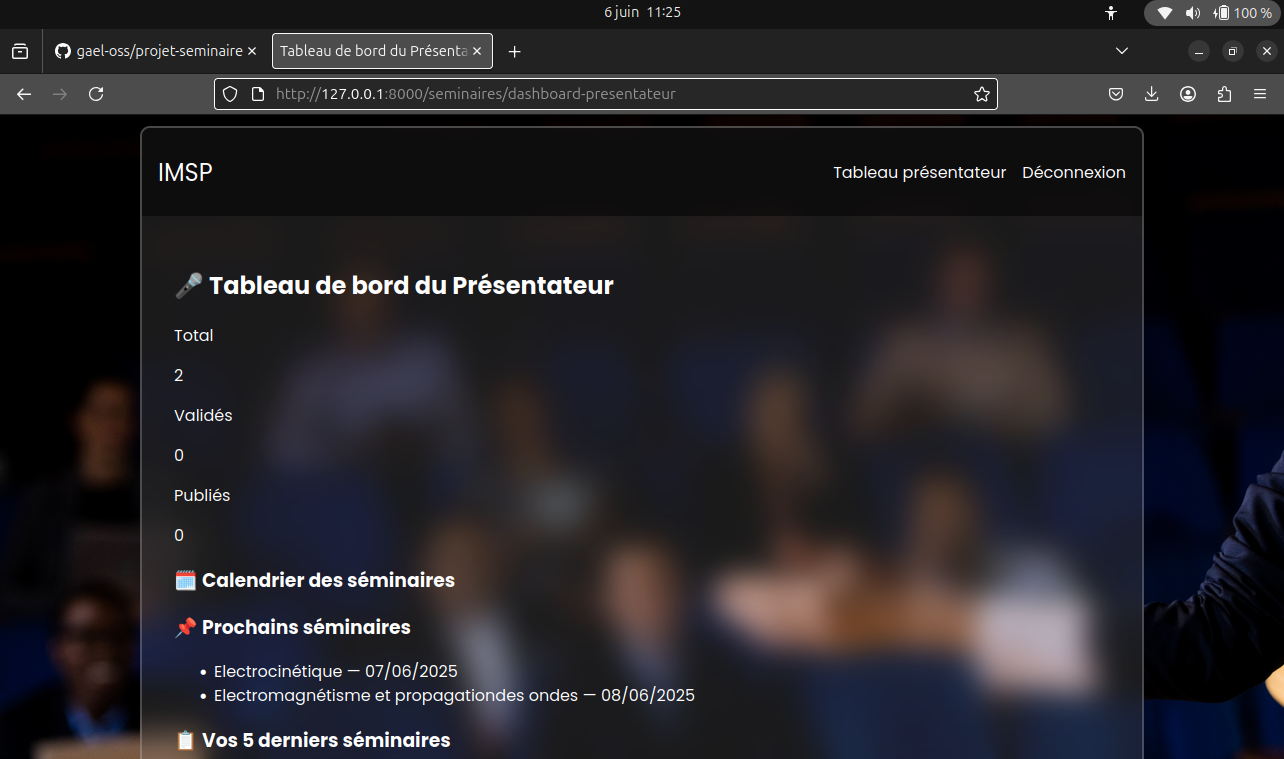 6 juin 11:25
100 %
gael-oss/projet-seminaire
Tableau de bord du Présenta
http://127.0.0.1:8000/seminaires/dashboard-presentateur
IMSP
Tableau présentateur
Déconnexion
🎤 Tableau de bord du Présentateur
Total
2
Validés
0
Publiés
0
🗓️ Calendrier des séminaires
📌 Prochains séminaires
• Electrocinétique — 07/06/2025
• Electromagnétisme et propagationdes ondes — 08/06/2025
📋 Vos 5 derniers séminaires